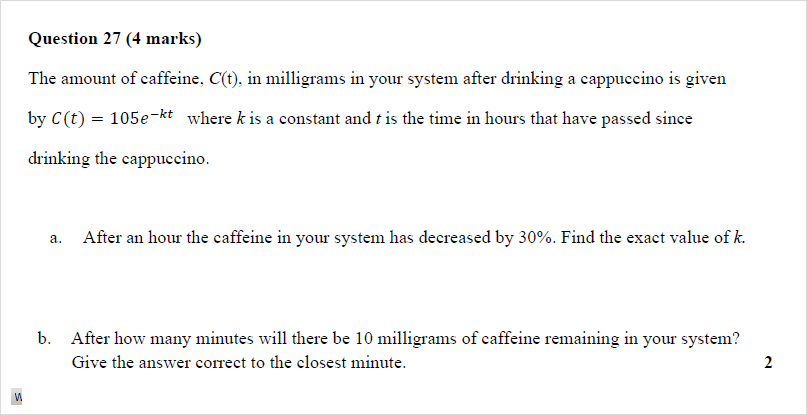 Question 27 (4 marks)
The amount of caffeine, C(t), in milligrams in your system after drinking a cappuccino is given
by C(t) = 105e^{-kt} where k is a constant and t is the time in hours that have passed since
drinking the cappuccino.
a. After an hour the caffeine in your system has decreased by 30%. Find the exact value of k.
b. After how many minutes will there be 10 milligrams of caffeine remaining in your system?
Give the answer correct to the closest minute. 2